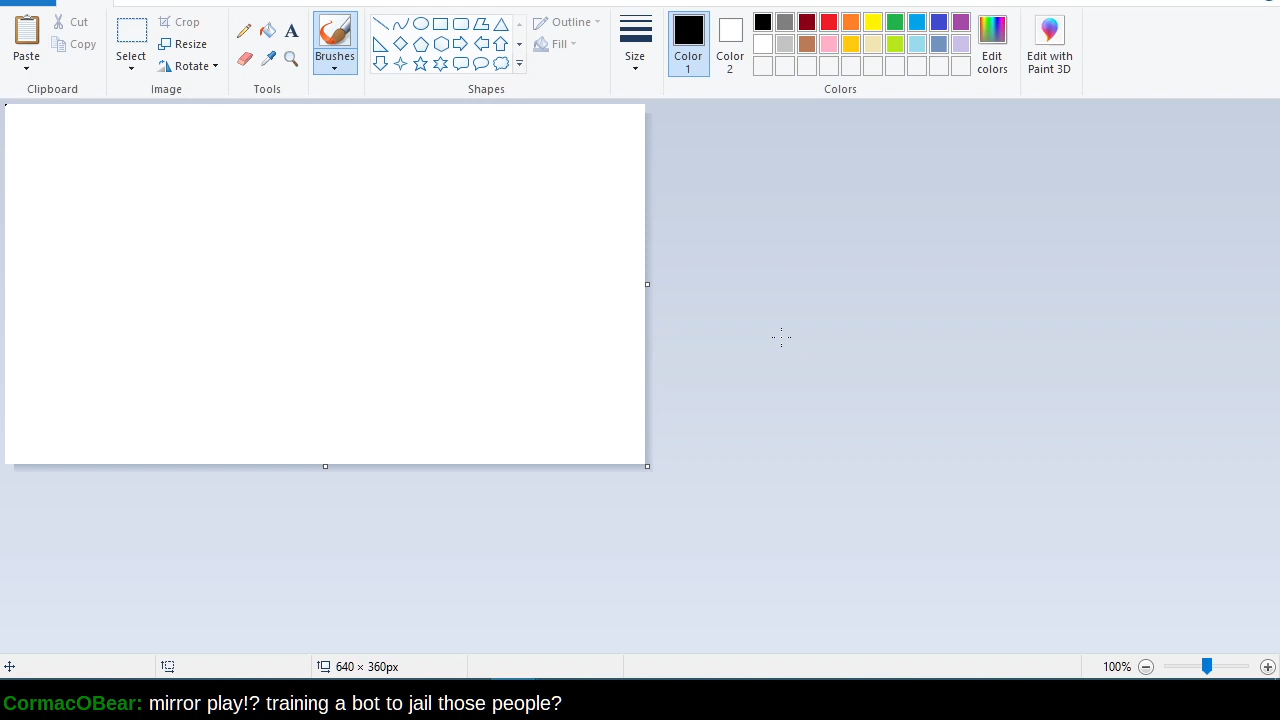 Paste
Cut
Copy
Clipboard
Select
Crop
Resize
Rotate
Image
A
Tools
Brushes
Outline
Fill
Shapes
Size
Color 1
Color 2
Edit colors
Colors
Edit with Paint 3D
640 × 360px
100%
CormacOBear: mirror play!? training a bot to jail those people?